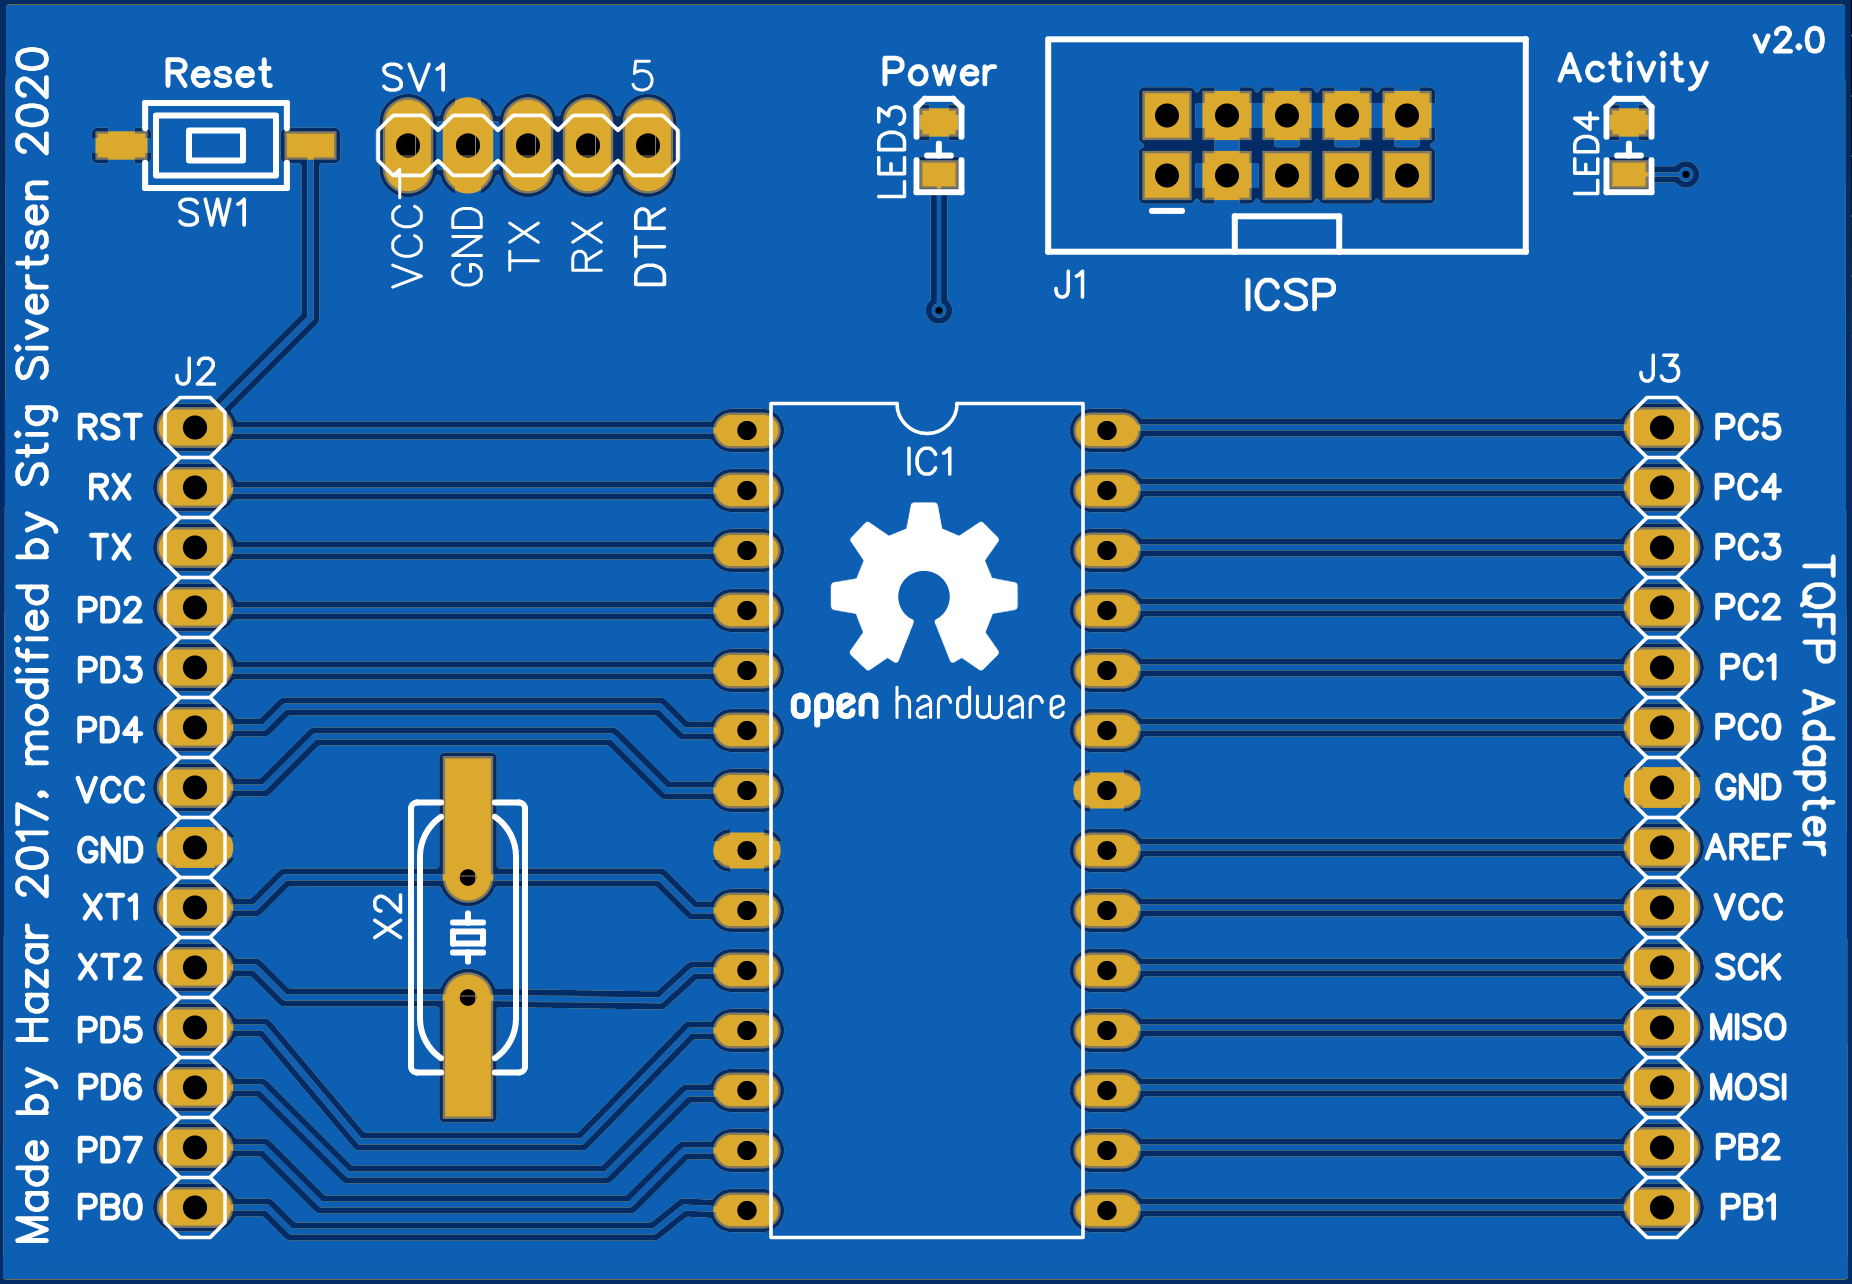 v2.0
Reset
SW1
SV1
5
1
VCC
GND
TX
RX
DTR
Power
LED3
+
J1
ICSP
Activity
LED4
+
Made by Hazar 2017, modified by Stig Sivertsen 2020
J2
RST
RX
TX
PD2
PD3
PD4
VCC
GND
XT1
XT2
PD5
PD6
PD7
PB0
X2
IC1
open hardware
J3
PC5
PC4
PC3
PC2
PC1
PC0
GND
AREF
VCC
SCK
MISO
MOSI
PB2
PB1
TQFP Adapter